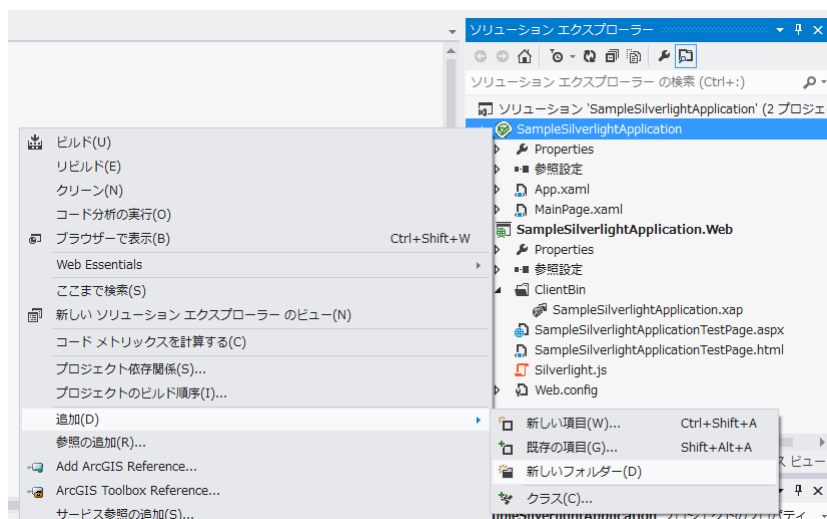 ソリューション エクスプローラー
ソリューション エクスプローラー の検索 (Ctrl+:)
ソリューション 'SampleSilverlightApplication' (2 プロジェ
SampleSilverlightApplication
Properties
参照設定
App.xaml
MainPage.xaml
SampleSilverlightApplication.Web
Properties
参照設定
ClientBin
SampleSilverlightApplication.xap
SampleSilverlightApplicationTestPage.aspx
SampleSilverlightApplicationTestPage.html
Silverlight.js
Web.config
ビルド(U)
リビルド(E)
クリーン(N)
コード分析の実行(O)
ブラウザーで表示(B) Ctrl+Shift+W
Web Essentials
ここまで検索(S)
新しい ソリューション エクスプローラー のビュー(N)
コード メトリックスを計算する(C)
プロジェクト依存関係(S)...
プロジェクトのビルド順序(I)...
追加(D)
参照の追加(R)...
Add ArcGIS Reference...
ArcGIS Toolbox Reference...
サービス参照の追加(S)...
新しい項目(W)... Ctrl+Shift+A
既存の項目(G)... Shift+Alt+A
新しいフォルダー(D)
クラス(C)...
ス ビュー